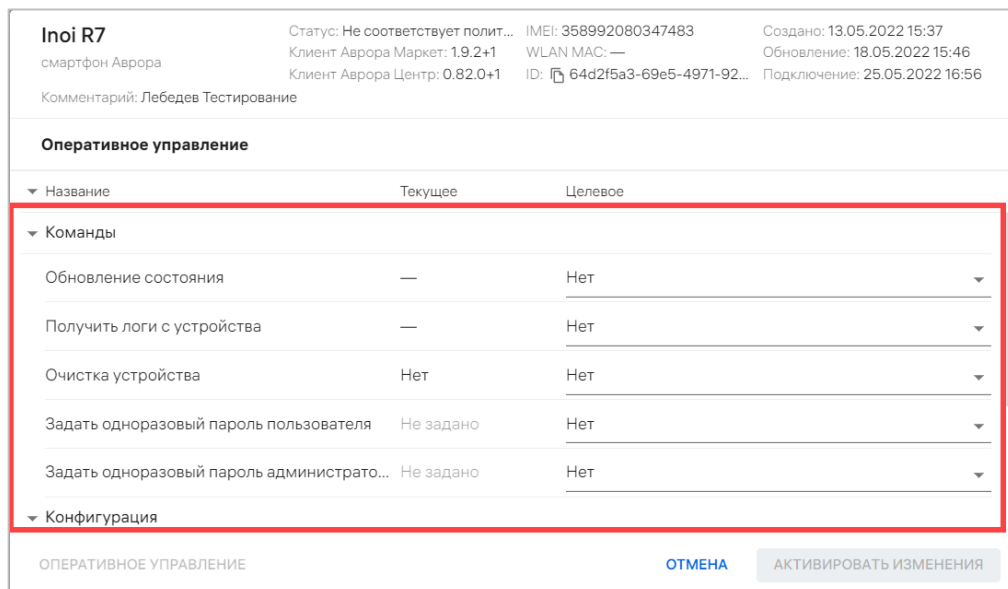 Inoi R7
смартфон Аврора
Статус: Не соответствует полит...
Клиент Аврора Маркет: 1.9.2+1
Клиент Аврора Центр: 0.82.0+1
IMEI: 358992080347483
WLAN MAC: —
ID: 64d2f5a3-69e5-4971-92...
Создано: 13.05.2022 15:37
Обновление: 18.05.2022 15:46
Подключение: 25.05.2022 16:56
Комментарий: Лебедев Тестирование
Оперативное управление
Название Текущее Целевое
Команды
Обновление состояния — Нет
Получить логи с устройства — Нет
Очистка устройства Нет Нет
Задать одноразовый пароль пользователя Не задано Нет
Задать одноразовый пароль администрато... Не задано Нет
Конфигурация
ОПЕРАТИВНОЕ УПРАВЛЕНИЕ ОТМЕНА АКТИВИРОВАТЬ ИЗМЕНЕНИЯ